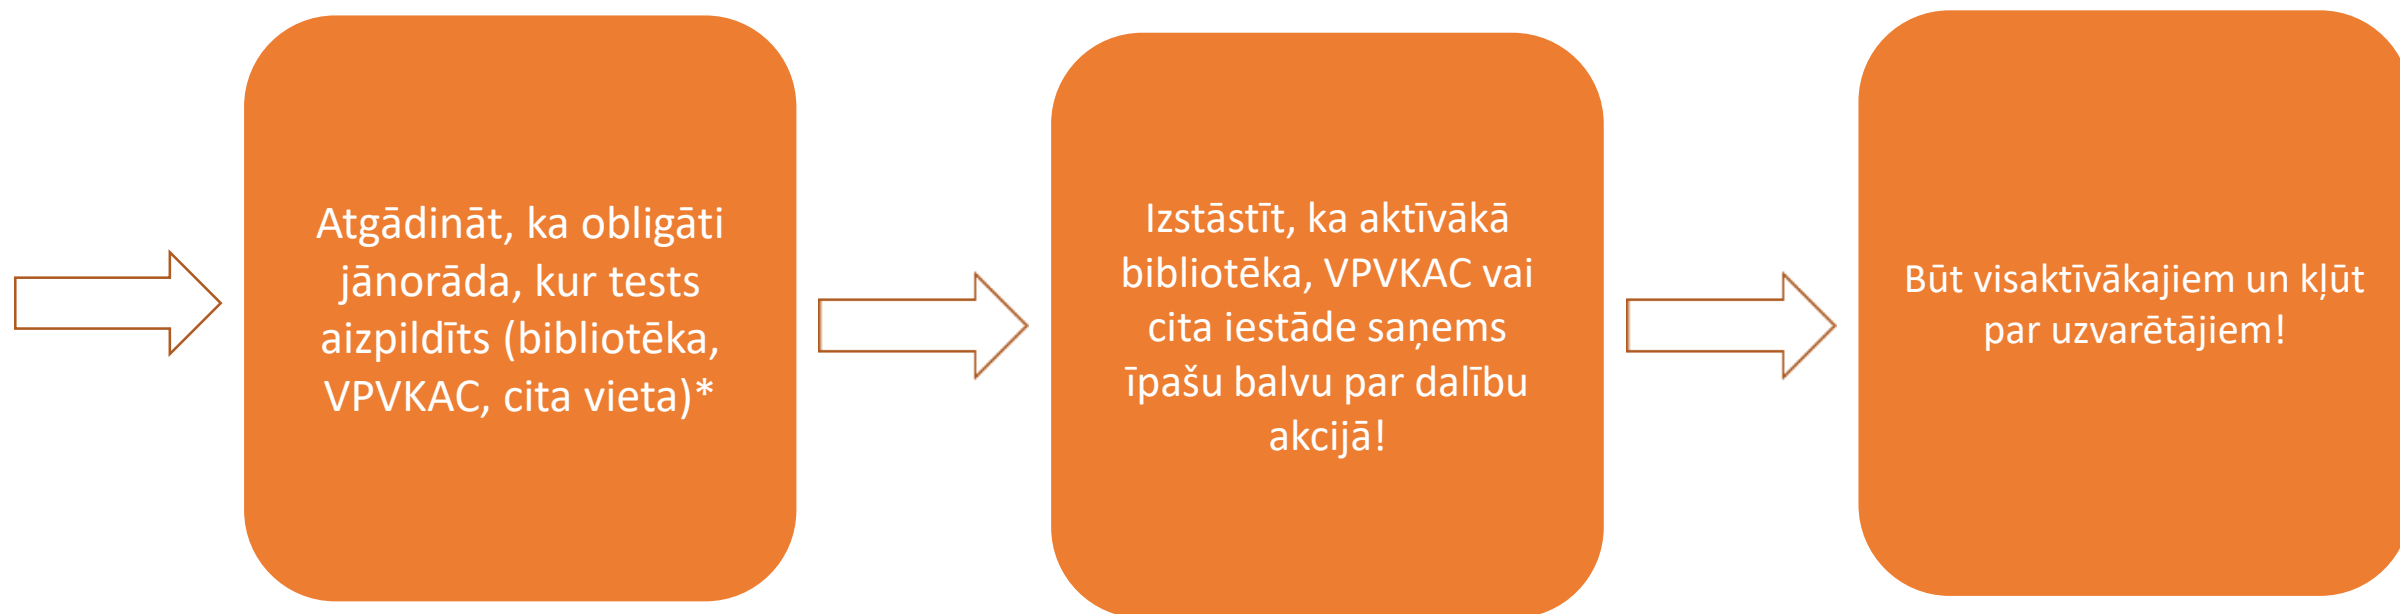 Atgādināt, ka obligāti
jānorāda, kur tests
aizpildīts (bibliotēka,
VPVKAC, cita vieta)*
Izstāstīt, ka aktīvākā
bibliotēka, VPVKAC vai
cita iestāde saņems
īpašu balvu par dalību
akcijā!
Būt visaktīvākajiem un kļūt
par uzvarētājiem!